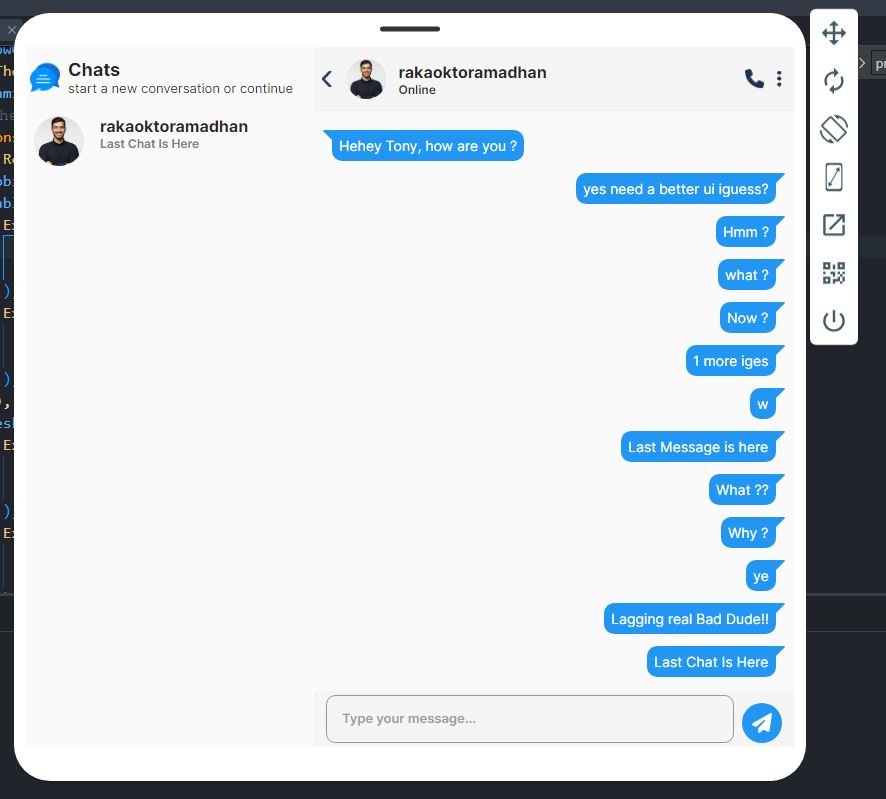 Chats
start a new conversation or continue
rakaoktoramadhan
Last Chat Is Here
rakaoktoramadhan
Online
Hehey Tony, how are you ?
yes need a better ui iguess?
Hmm ?
what ?
Now ?
1 more iges
w
Last Message is here
What ??
Why ?
ye
Lagging real Bad Dude!!
Last Chat Is Here
Type your message...